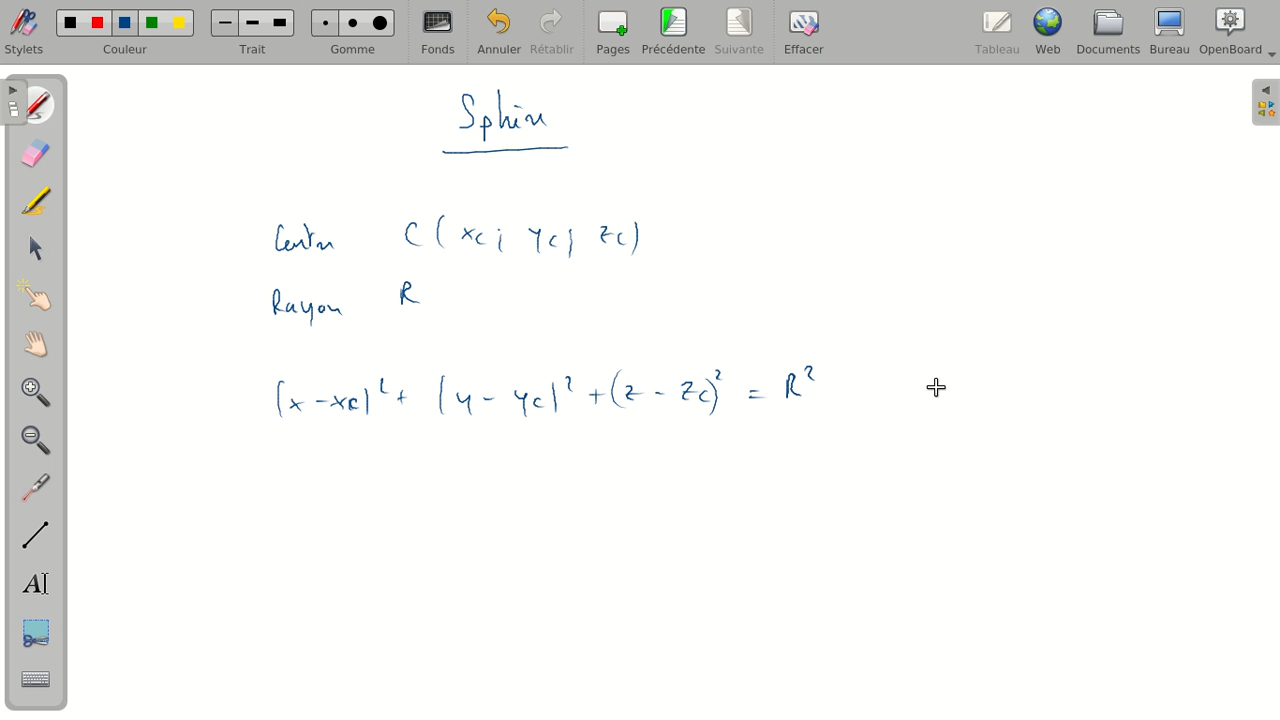 Stylets Couleur Trait Gomme Fonds Annuler Rétablir Pages Précédente Suivante Effacer Tableau Web Documents Bureau OpenBoard
Sphère
Centre C(xc; yc; zc)
Rayon R
(x - xc)² + (y - yc)² + (z - zc)² = R²